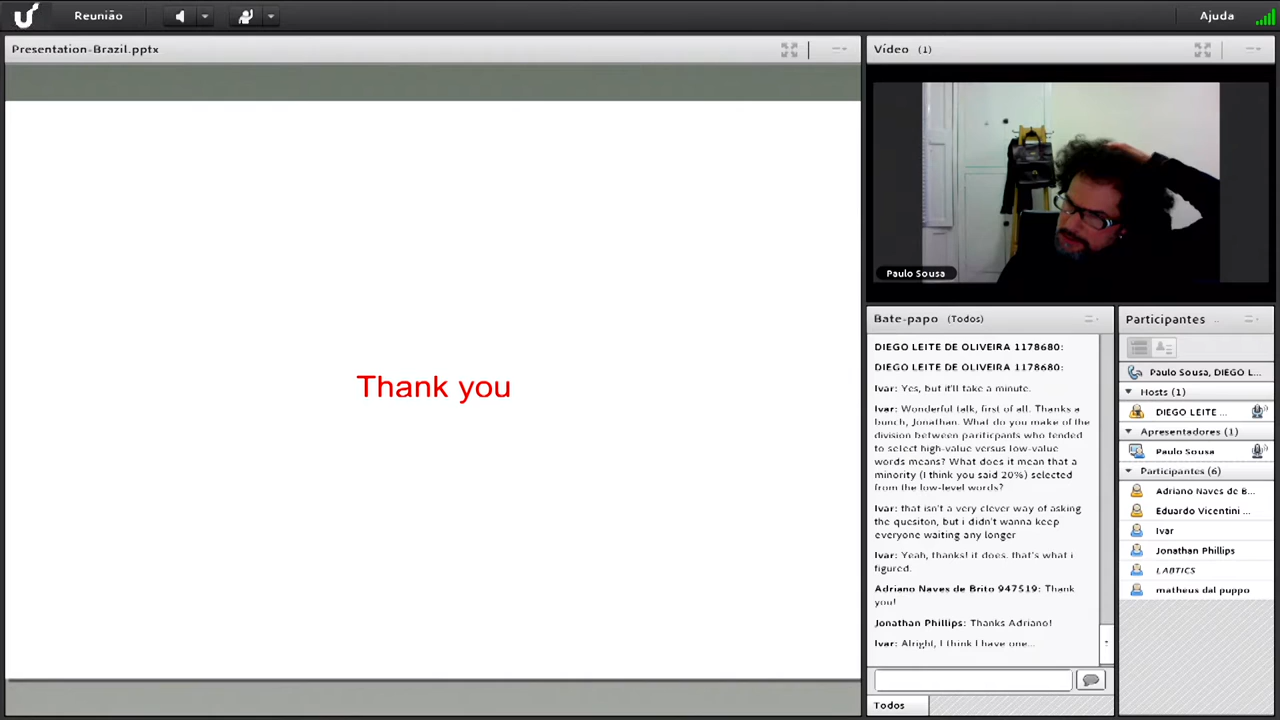 Reunião
Ajuda
Presentation-Brazil.pptx
Thank you
Vídeo (1)
Paulo Sousa
Bate-papo (Todos)
DIEGO LEITE DE OLIVEIRA 1178680:
DIEGO LEITE DE OLIVEIRA 1178680:
Ivar: Yes, but it'll take a minute.
Ivar: Wonderful talk, first of all. Thanks a
bunch, Jonathan. What do you make of the
division between pariticpants who tended
to select high-value versus low-value
words means? What does it mean that a
minority (I think you said 20%) selected
from the low-level words?
Ivar: that isn't a very clever way of asking
the quesiton, but i didn't wanna keep
everyone waiting any longer
Ivar: Yeah, thanks! it does. that's what i
figured.
Adriano Naves de Brito 947519: Thank
you!
Jonathan Phillips: Thanks Adriano!
Ivar: Alright, I think I have one...
Todos
Participantes ..
Paulo Sousa, DIEGO L...
Hosts (1)
DIEGO LEITE ...
Apresentadores (1)
Paulo Sousa
Participantes (6)
Adriano Naves de B...
Eduardo Vicentini ...
Ivar
Jonathan Phillips
LABTICS
matheus dal puppo